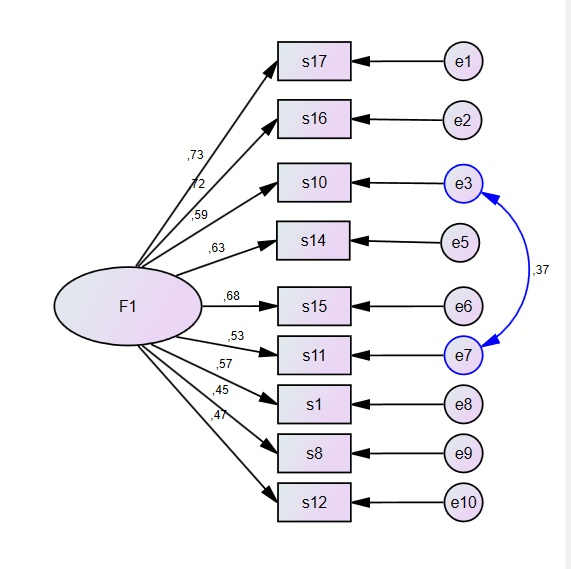 s17
e1
s16
e2
,73
,72
s10
e3
,59
s14
e5
,63
,37
F1
,68
s15
e6
,53
s11
e7
,57
s1
e8
,45
,47
s8
e9
s12
e10